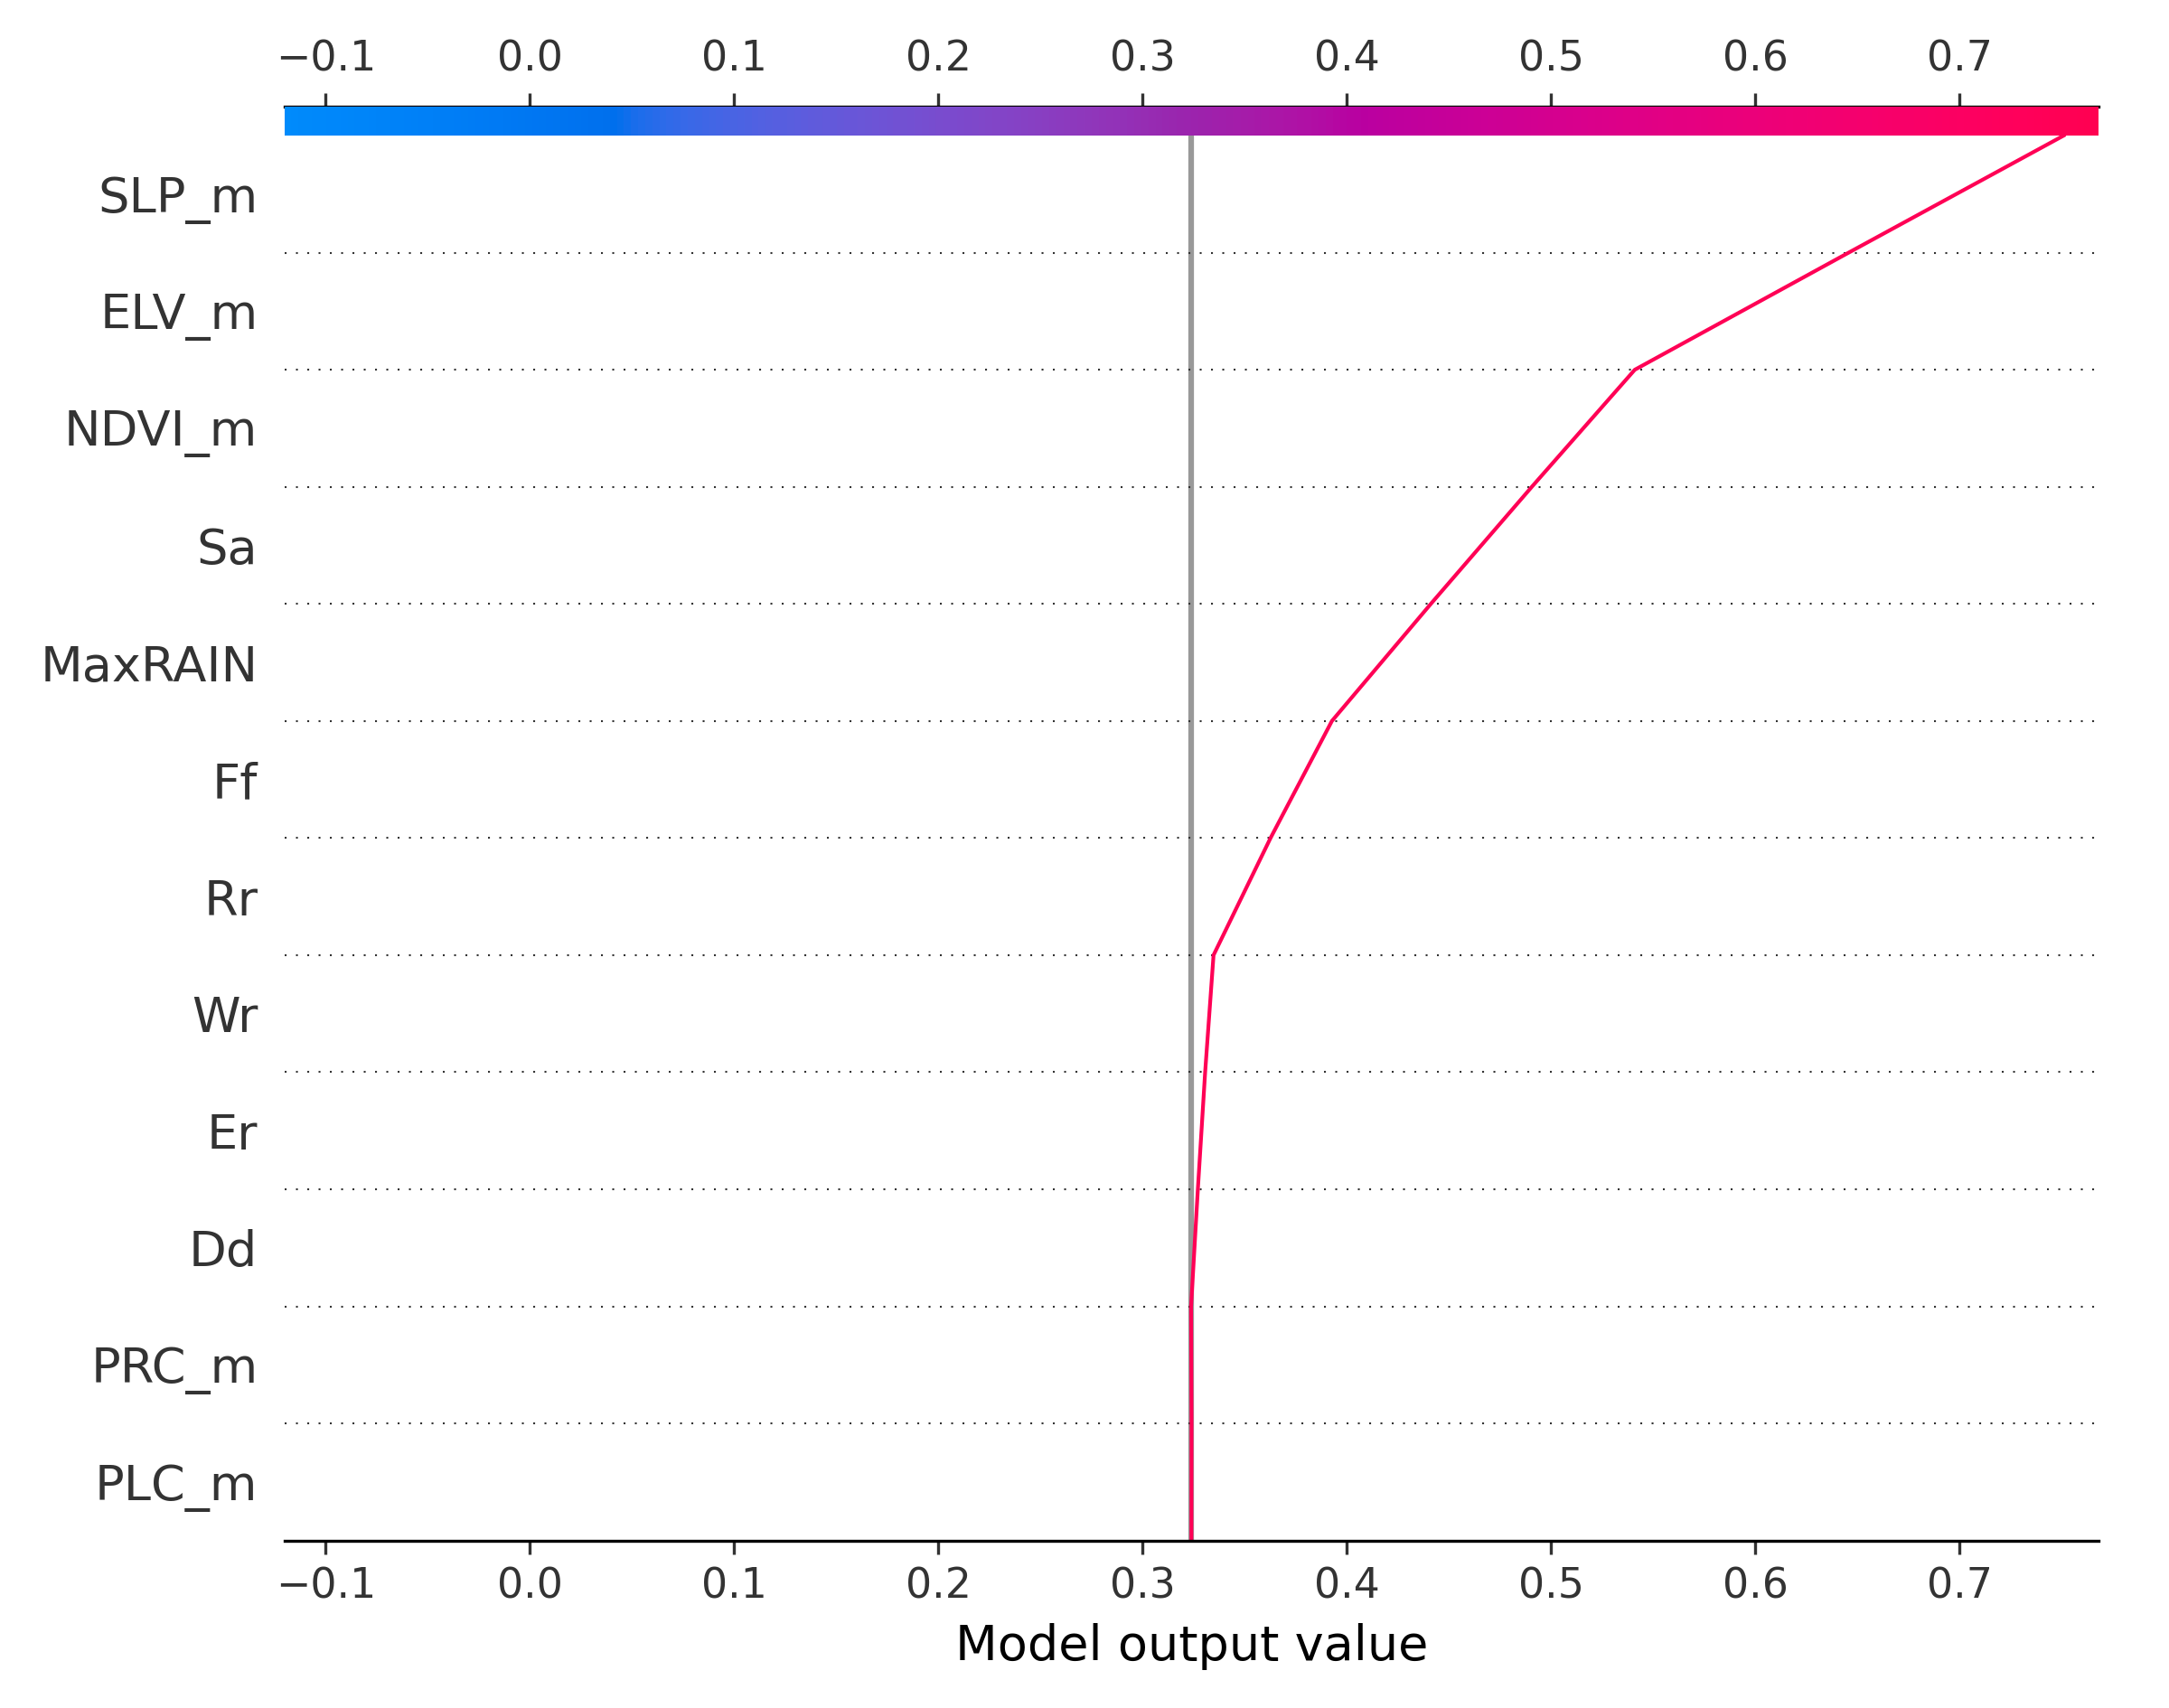 −0.1 0.0 0.1 0.2 0.3 0.4 0.5 0.6 0.7
SLP_m
ELV_m
NDVI_m
Sa
MaxRAIN
Ff
Rr
Wr
Er
Dd
PRC_m
PLC_m
−0.1 0.0 0.1 0.2 0.3 0.4 0.5 0.6 0.7
Model output value